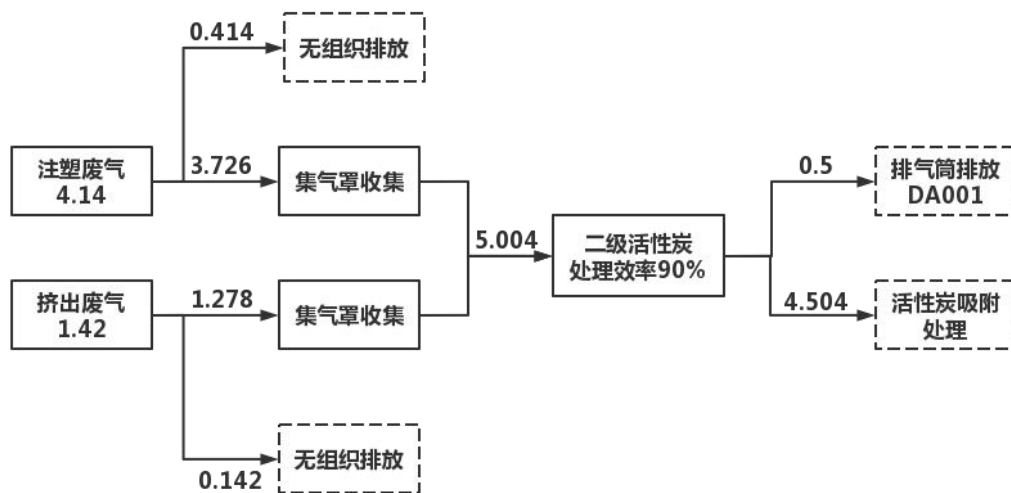 0.414
无组织排放
注塑废气
4.14
3.726
集气罩收集
挤出废气
1.42
1.278
集气罩收集
0.142
无组织排放
5.004
二级活性炭
处理效率90%
0.5
排气筒排放
DA001
4.504
活性炭吸附
处理